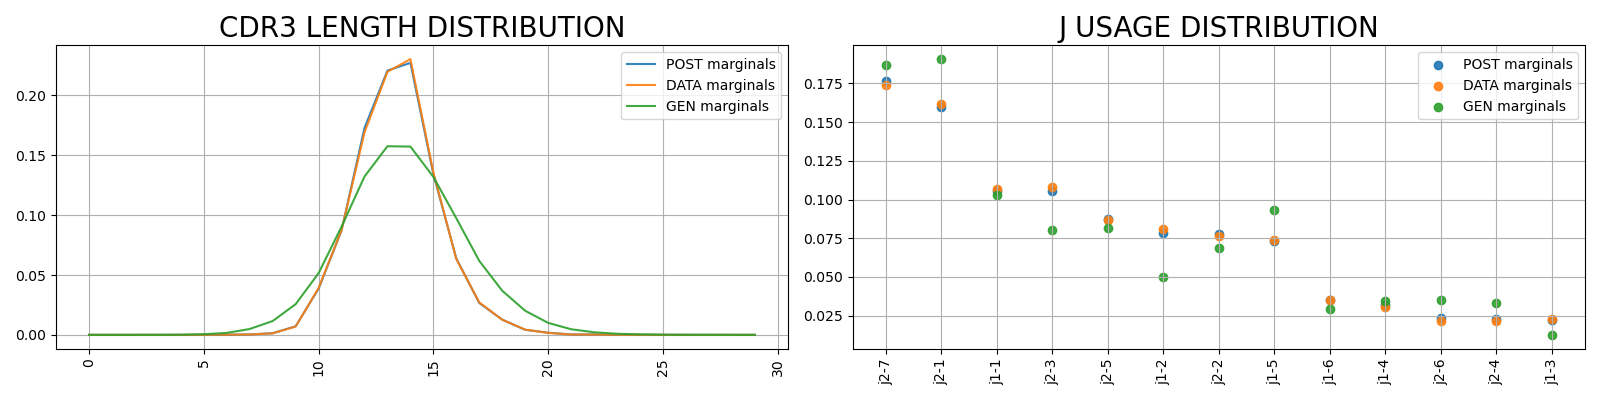 CDR3 LENGTH DISTRIBUTION
POST marginals
DATA marginals
GEN marginals
0.20
0.15
0.10
0.05
0.00
0
5
10
15
20
25
30
J USAGE DISTRIBUTION
POST marginals
DATA marginals
GEN marginals
0.175
0.150
0.125
0.100
0.075
0.050
0.025
j2-7
j2-1
j1-1
j2-3
j2-5
j1-2
j2-2
j1-5
j1-6
j1-4
j2-6
j2-4
j1-3